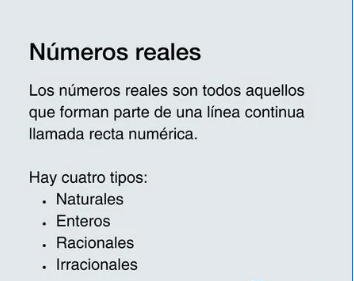 Números reales
Los números reales son todos aquellos
que forman parte de una línea continua
llamada recta numérica.
Hay cuatro tipos:
• Naturales
• Enteros
• Racionales
• Irracionales